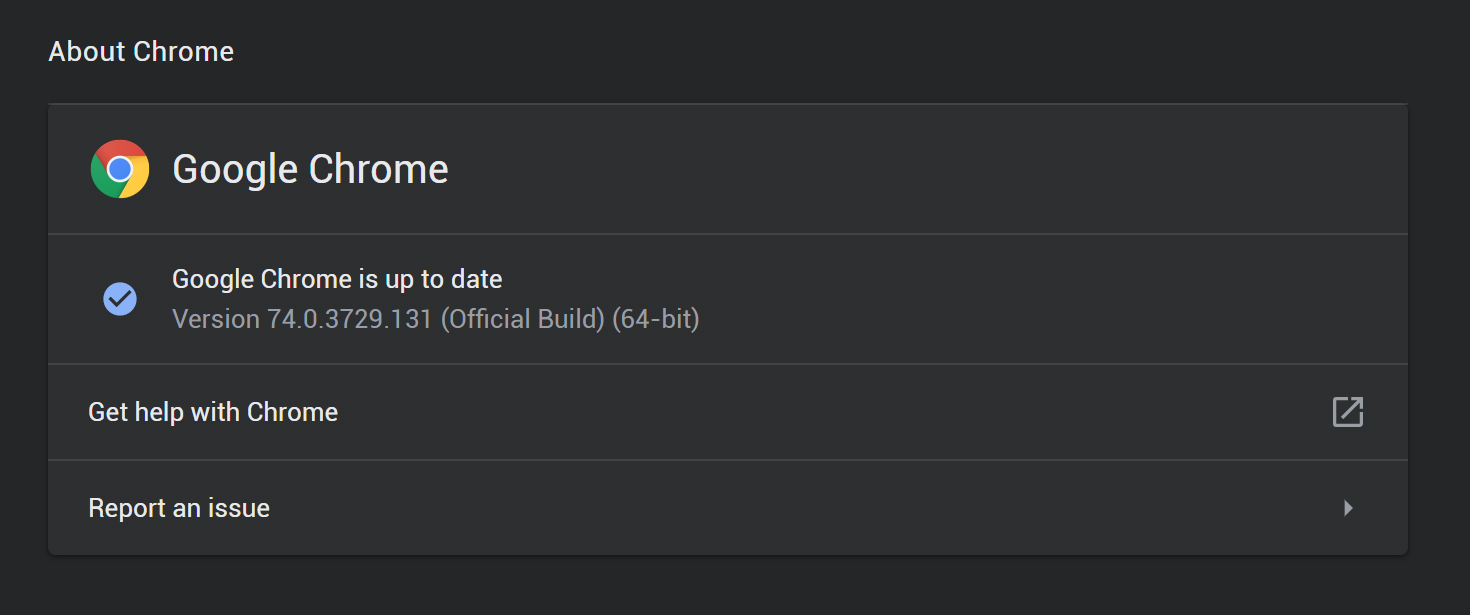 About Chrome
Google Chrome
Google Chrome is up to date
Version 74.0.3729.131 (Official Build) (64-bit)
Get help with Chrome
Report an issue